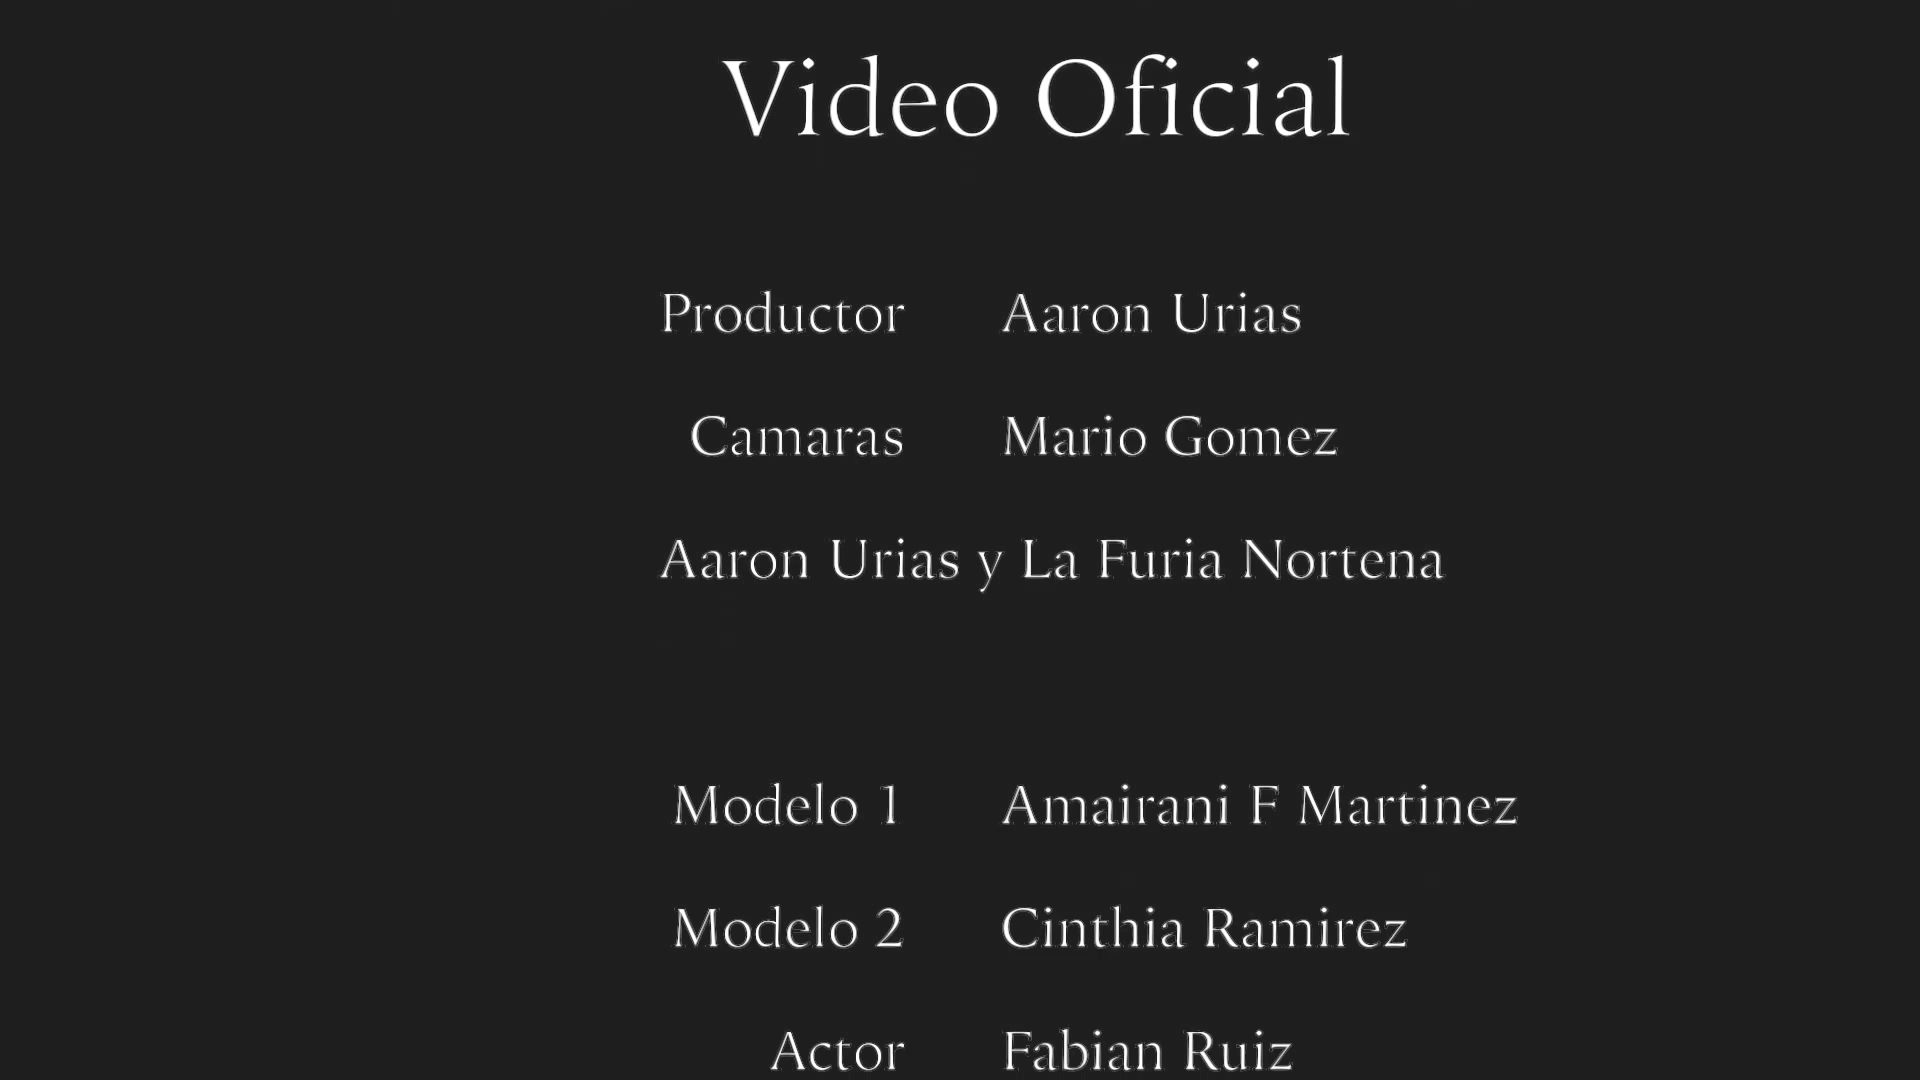 Video Oficial
Productor Aaron Urias
Camaras Mario Gomez
Aaron Urias y La Furia Nortena
Modelo 1 Amairani F Martinez
Modelo 2 Cinthia Ramirez
Actor Fabian Ruiz